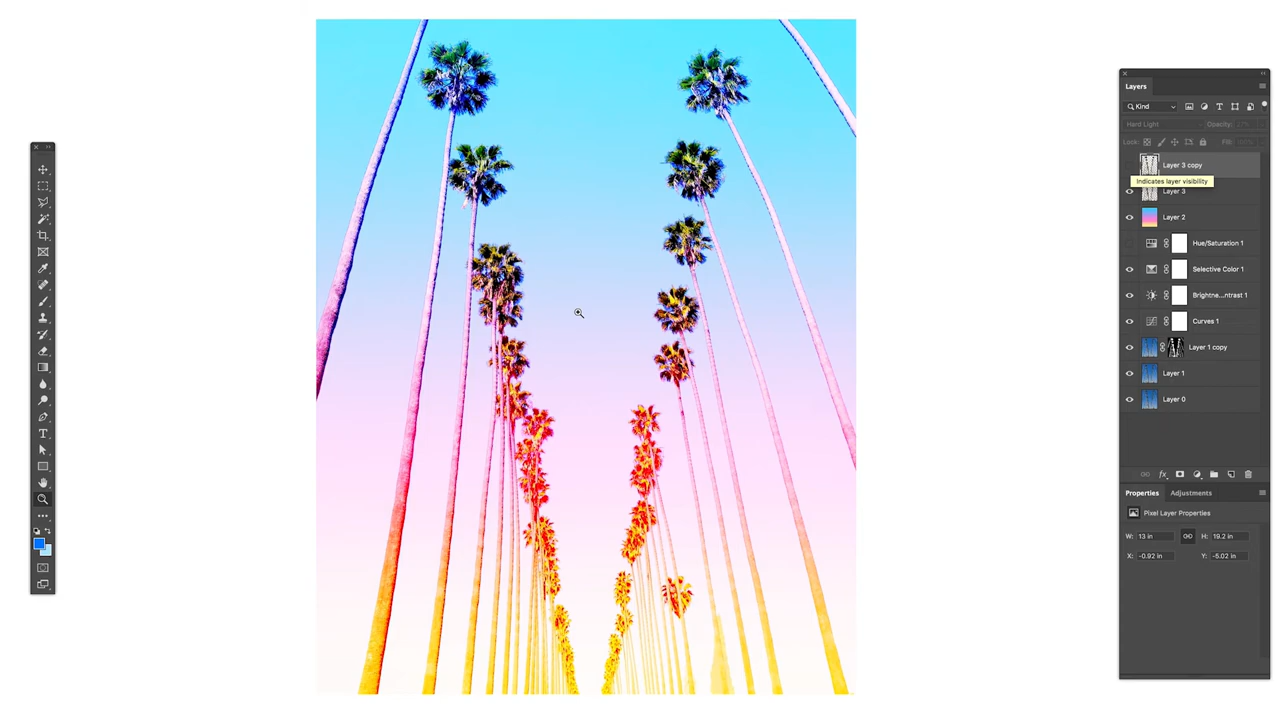 Layers
Kind
Hard Light
Opacity:
Lock:
Fill:
Layer 3 copy
Indicates layer visibility
Layer 3
Layer 2
Hue/Saturation 1
Selective Color 1
Brightne...ntrast 1
Curves 1
Layer 1 copy
Layer 1
Layer 0
Properties Adjustments
Pixel Layer Properties
W: 13 in H: 19.2 in
X: -0.92 in Y: -5.02 in